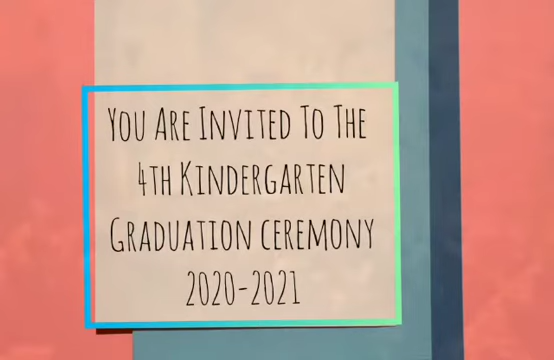 You Are Invited To The
4th Kindergarten
Graduation ceremony
2020-2021